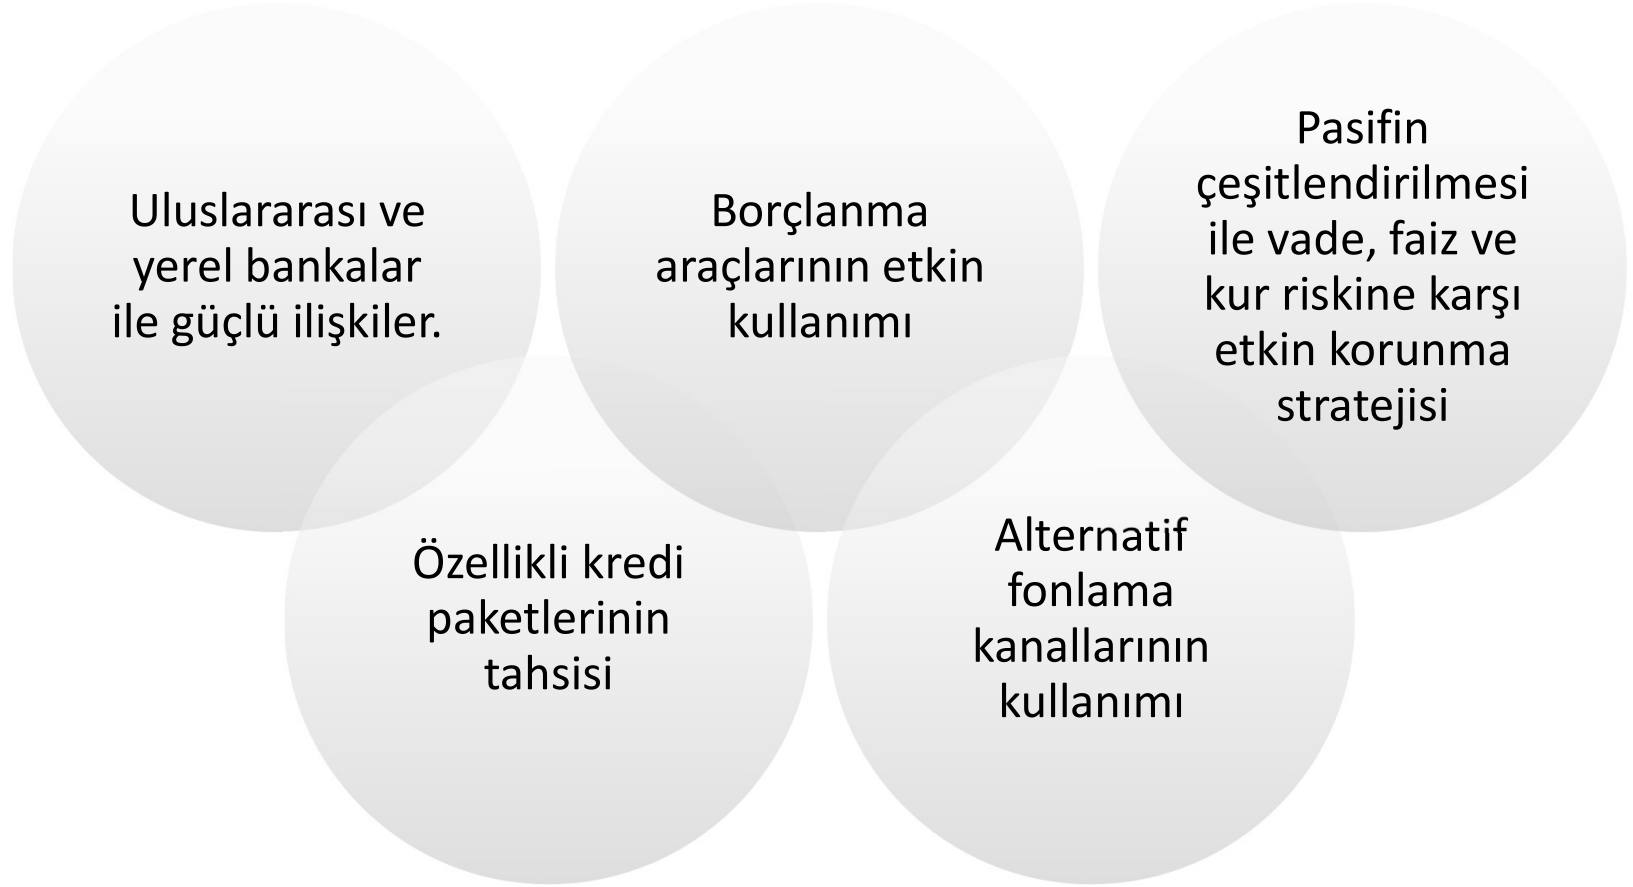 Uluslararası ve
yerel bankalar
ile güçlü ilişkiler.
Özellikli kredi
paketlerinin
tahsisi
Borçlanma
araçlarının etkin
kullanımı
Alternatif
fonlama
kanallarının
kullanımı
Pasifin
çeşitlendirilmesi
ile vade, faiz ve
kur riskine karşı
etkin korunma
stratejisi